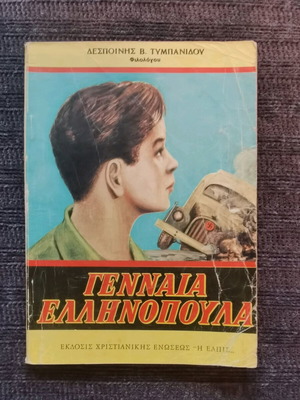 ΔΕΣΠΟΙΝΗΣ Β. ΤΥΜΠΑΝΙΔΟΥ
Φιλολόγου
ΓΕΝΝΑΙΑ
ΕΛΛΗΝΟΠΟΥΛΑ
ΕΚΔΟΣΙΣ ΧΡΙΣΤΙΑΝΙΚΗΣ ΕΝΩΣΕΩΣ "Η ΕΛΠΙΣ"